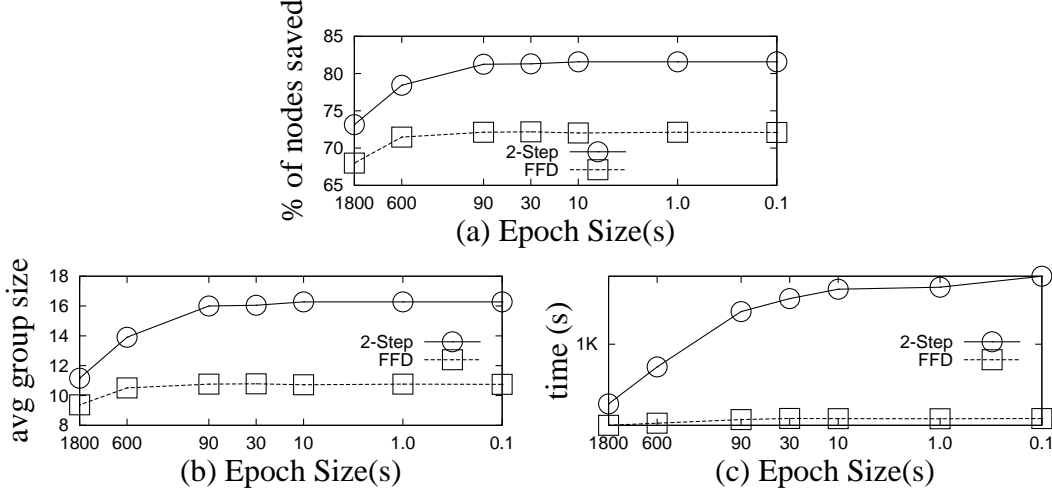 % of nodes saved
85
80
75
70
65
2-Step
FFD
1800 600 90 30 10 1.0 0.1
(a) Epoch Size(s)
avg group size
18
16
14
12
10
8
2-Step
FFD
1800 600 90 30 10 1.0 0.1
(b) Epoch Size(s)
time (s)
1K
2-Step
FFD
1800 600 90 30 10 1.0 0.1
(c) Epoch Size(s)